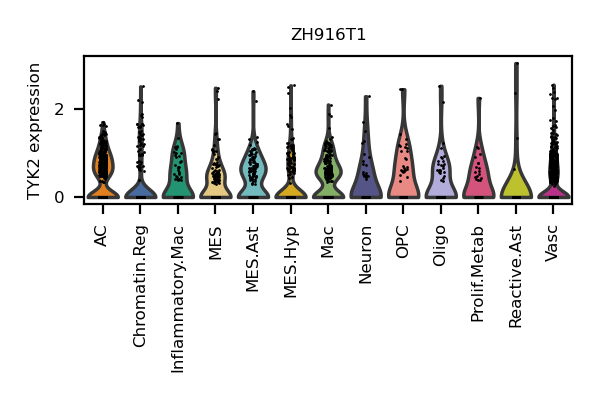 ZH916T1
TYK2 expression
2
0
AC
Chromatin.Reg
Inflammatory.Mac
MES
MES.Ast
MES.Hyp
Mac
Neuron
OPC
Oligo
Prolif.Metab
Reactive.Ast
Vasc